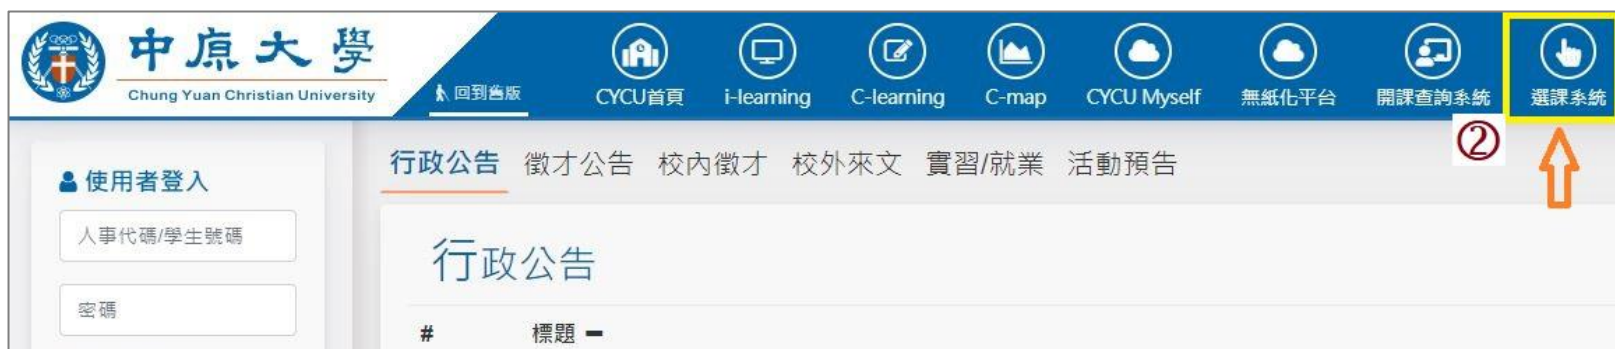 中原大學
Chung Yuan Christian University
回到舊版
CYCU首頁
i-learning
C-learning
C-map
CYCU Myself
無紙化平台
開課查詢系統
選課系統
②
使用者登入
人事代碼/學生號碼
密碼
行政公告 徵才公告 校內徵才 校外來文 實習/就業 活動預告
行政公告
# 標題